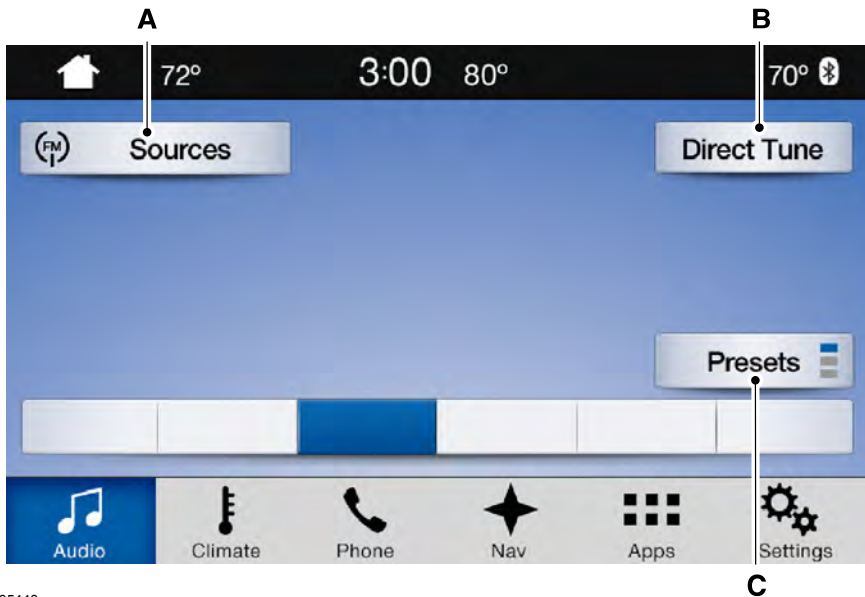 A B
72° 3:00 80° 70°
FM Sources Direct Tune
Presets
Audio Climate Phone Nav Apps Settings
C